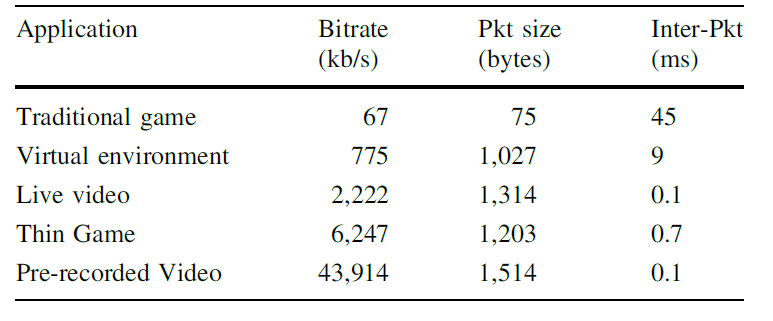 Application Bitrate Pkt size Inter-Pkt
(kb/s) (bytes) (ms)
Traditional game 67 75 45
Virtual environment 775 1,027 9
Live video 2,222 1,314 0.1
Thin Game 6,247 1,203 0.7
Pre-recorded Video 43,914 1,514 0.1